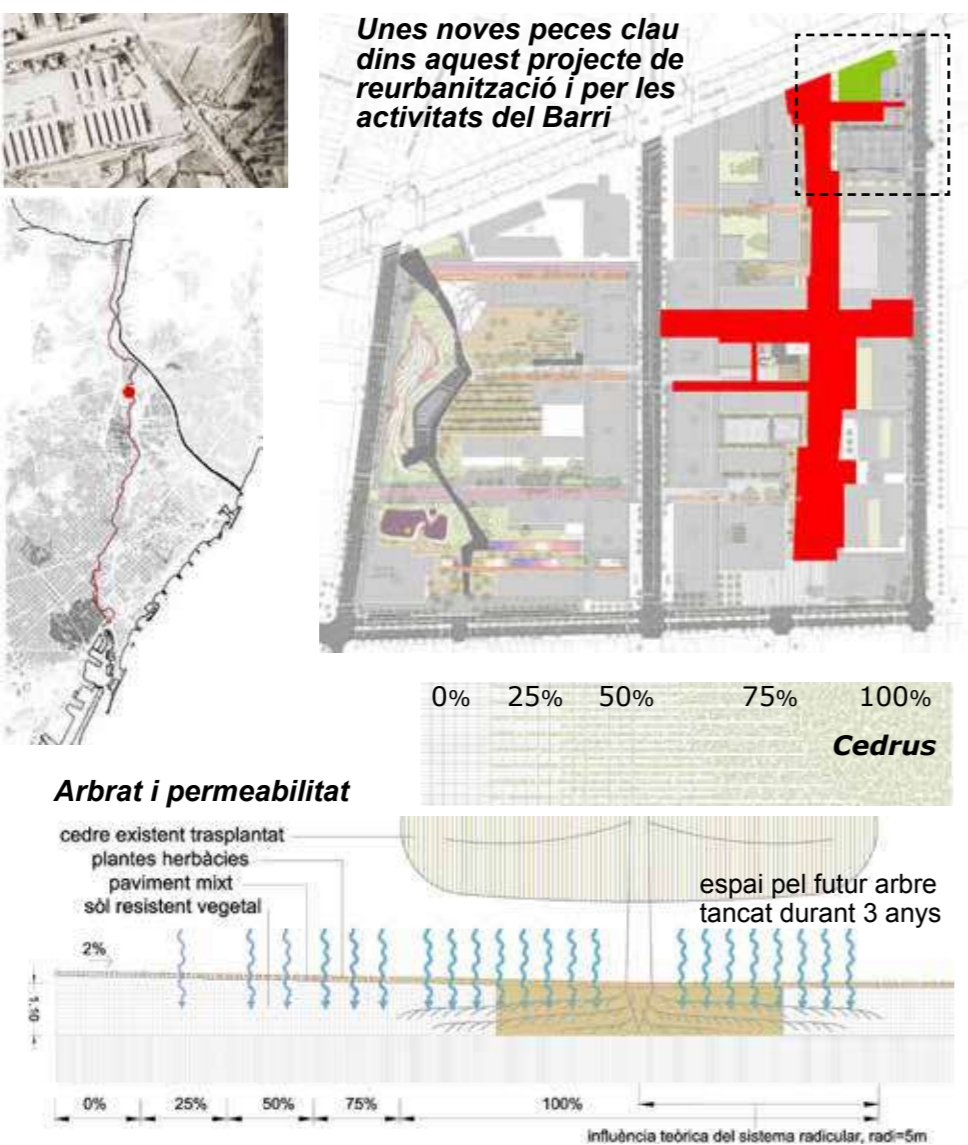 Unes noves peces clau
dins aquest projecte de
reurbanització i per les
activitats del Barri
0% 25% 50% 75% 100%
Cedrus
Arbrat i permeabilitat
cedre existent trasplantat
plantes herbàcies
paviment mixt
sòl resistent vegetal
espai pel futur arbre
tancat durant 3 anys
2%
1,10
0% 25% 50% 75% 100%
influència teòrica del sistema radicular, radi=5m